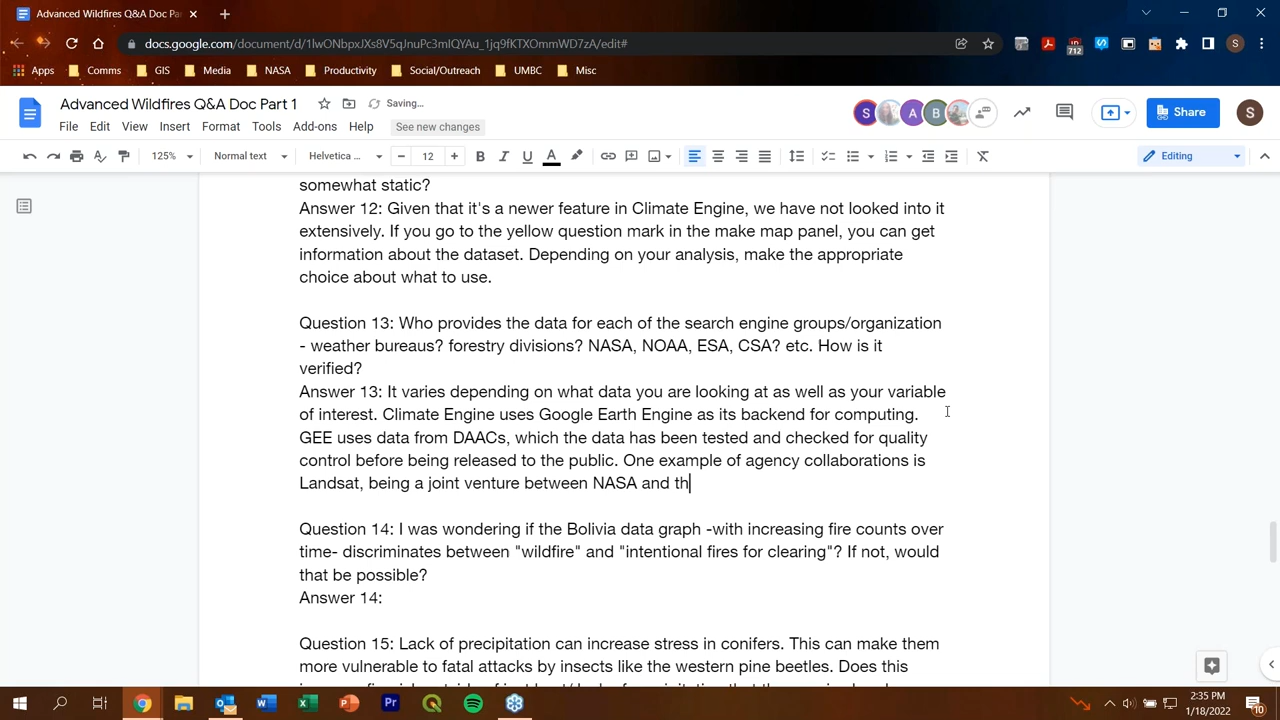 Advanced Wildfires Q&A Doc Par
docs.google.com/document/d/1lwONbpxJXs8V5qJnuPc3mIQYAu_1jq9fKTXOmmWD7zA/edit#
712
S
Apps Comms GIS Media NASA Productivity Social/Outreach UMBC Misc
Advanced Wildfires Q&A Doc Part 1 Saving...
S A B Share S
File Edit View Insert Format Tools Add-ons Help See new changes
125% Normal text Helvetica ... 12 B I U A Editing
somewhat static?
Answer 12: Given that it's a newer feature in Climate Engine, we have not looked into it
extensively. If you go to the yellow question mark in the make map panel, you can get
information about the dataset. Depending on your analysis, make the appropriate
choice about what to use.
Question 13: Who provides the data for each of the search engine groups/organization
- weather bureaus? forestry divisions? NASA, NOAA, ESA, CSA? etc. How is it
verified?
Answer 13: It varies depending on what data you are looking at as well as your variable
of interest. Climate Engine uses Google Earth Engine as its backend for computing.
GEE uses data from DAACs, which the data has been tested and checked for quality
control before being released to the public. One example of agency collaborations is
Landsat, being a joint venture between NASA and th
Question 14: I was wondering if the Bolivia data graph -with increasing fire counts over
time- discriminates between "wildfire" and "intentional fires for clearing"? If not, would
that be possible?
Answer 14:
Question 15: Lack of precipitation can increase stress in conifers. This can make them
more vulnerable to fatal attacks by insects like the western pine beetles. Does this
2:35 PM
1/18/2022
10